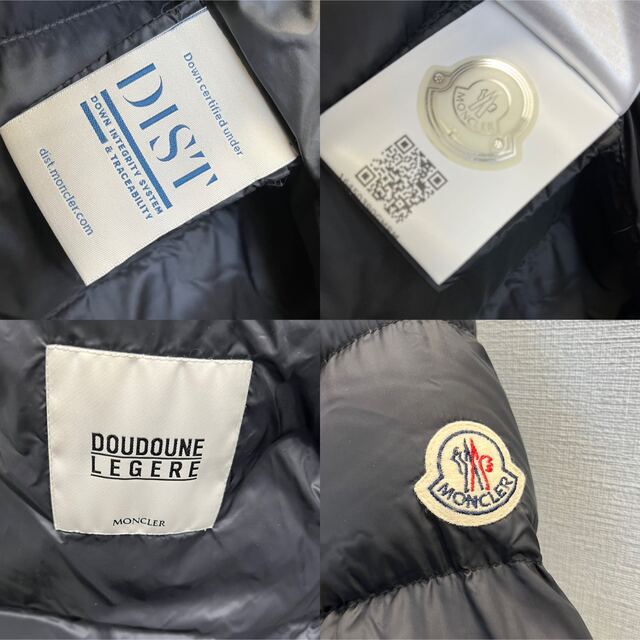 Down certified under
DIST
DOWN INTEGRITY SYSTEM
& TRACEABILITY
dist.moncler.com
MONCLER
DOUDOUNE
LEGERE
MONCLER
MONCLER